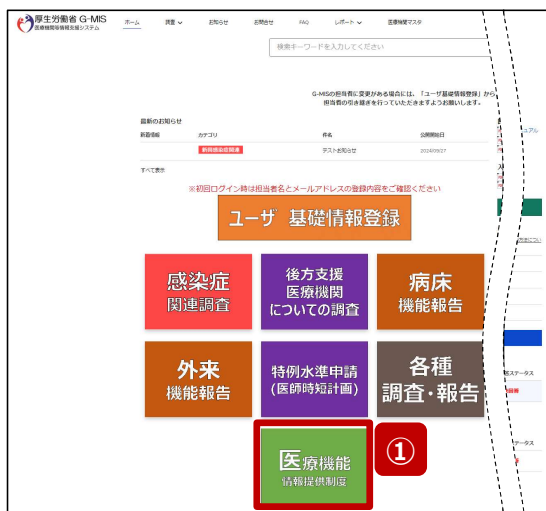 厚生労働省 G-MIS
医療機関等情報支援システム
ホーム 調査 お知らせ お問合せ FAQ レポート 医療機関マスタ
検索キーワードを入力してください
G-MISの担当者に変更がある場合には、「ユーザ基礎情報登録」から
担当者の引き継ぎを行っていただきますようお願いします。
最新のお知らせ
新着情報 カテゴリ 件名 公開開始日
新興感染症関連 テストお知らせ 2024/09/27
すべて表示
※初回ログイン時は担当者名とメールアドレスの登録内容をご確認ください
ユーザ 基礎情報登録
感染症
関連調査
後方支援
医療機関
についての調査
病床
機能報告
外来
機能報告
特例水準申請
(医師時短計画)
各種
調査・報告
医療機能
情報提供制度
①